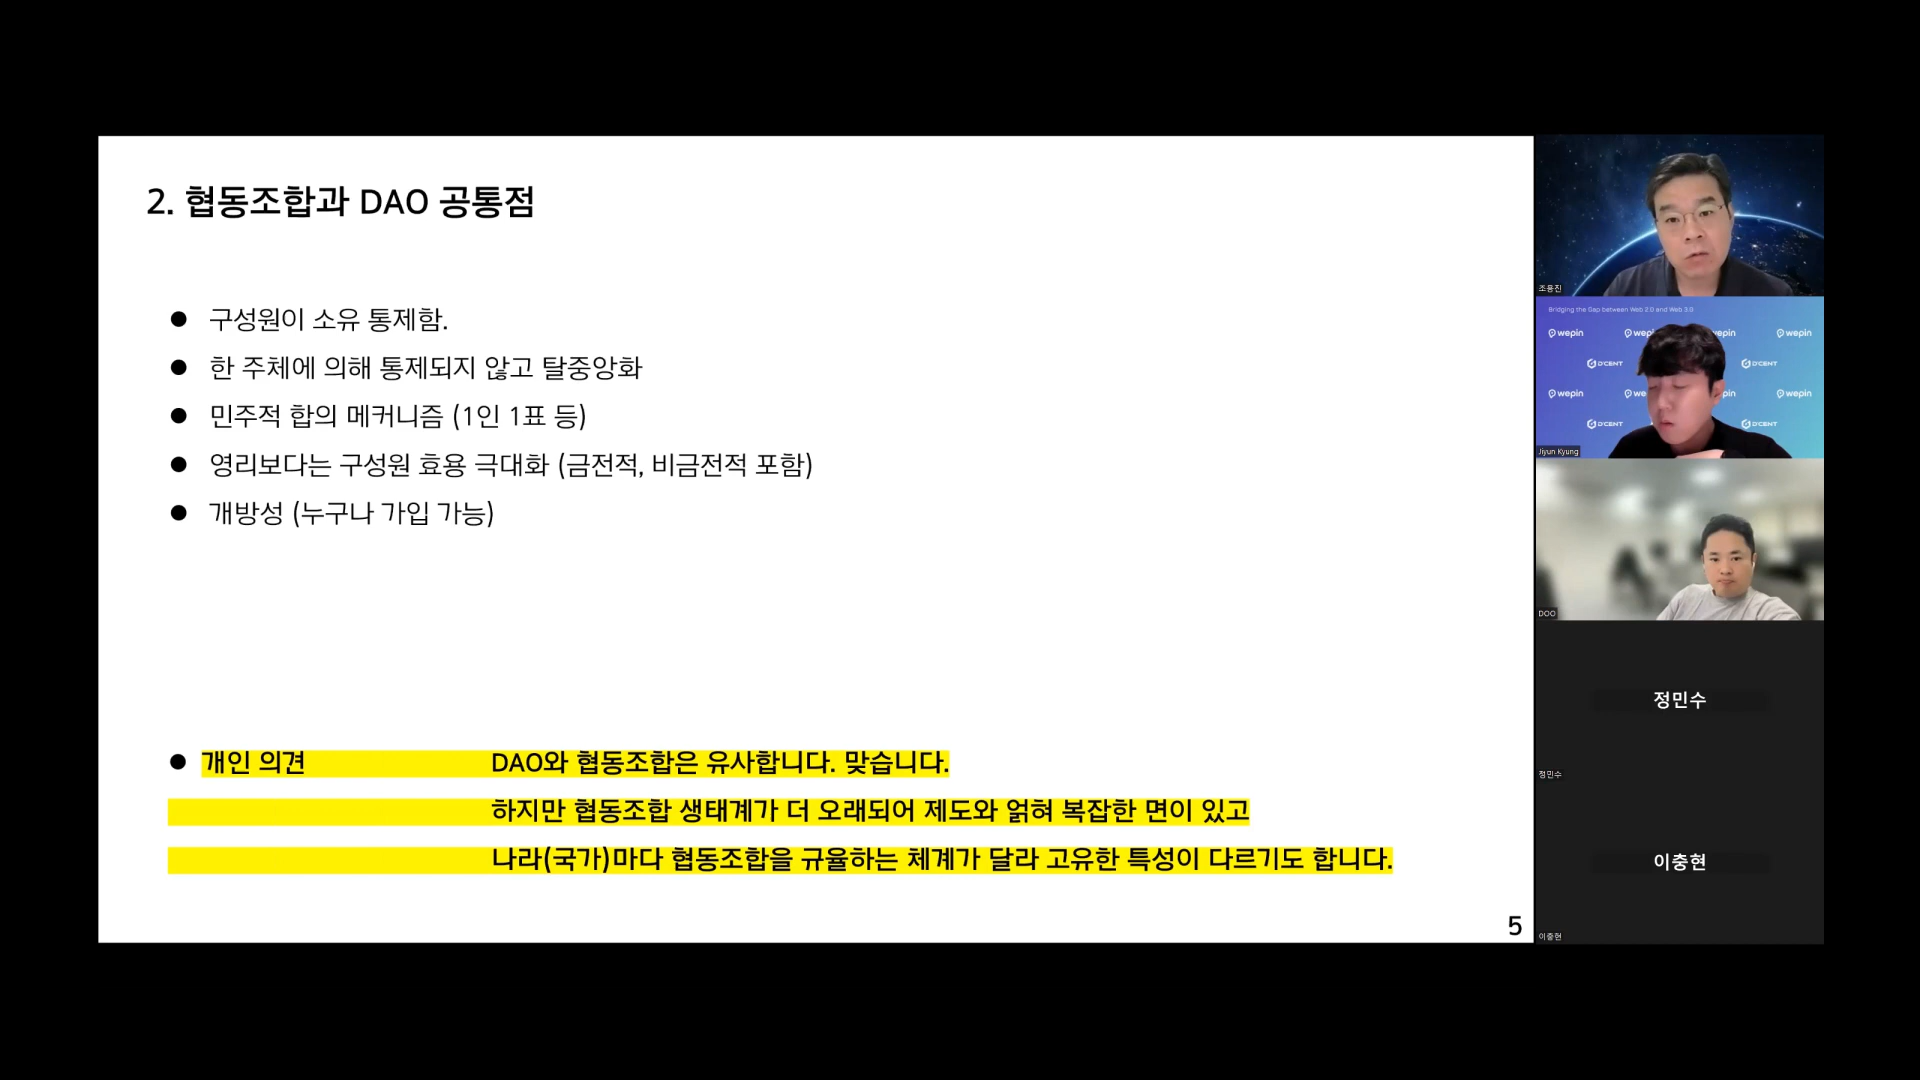 2. 협동조합과 DAO 공통점
● 구성원이 소유 통제함.
● 한 주체에 의해 통제되지 않고 탈중앙화
● 민주적 합의 메커니즘 (1인 1표 등)
● 영리보다는 구성원 효용 극대화 (금전적, 비금전적 포함)
● 개방성 (누구나 가입 가능)
● 개인 의견 DAO와 협동조합은 유사합니다. 맞습니다.
하지만 협동조합 생태계가 더 오래되어 제도와 얽혀 복잡한 면이 있고
나라(국가)마다 협동조합을 규율하는 체계가 달라 고유한 특성이 다르기도 합니다.
5
조용진
Bridging the Gap between Web 2.0 and Web 3.0
wepin wepi wepin wepin
D'CENT D'CENT
wepin we pin wepin
D'CENT D'CENT
Jiyun Kyung
DOO
정민수
정민수
이충현
이충현